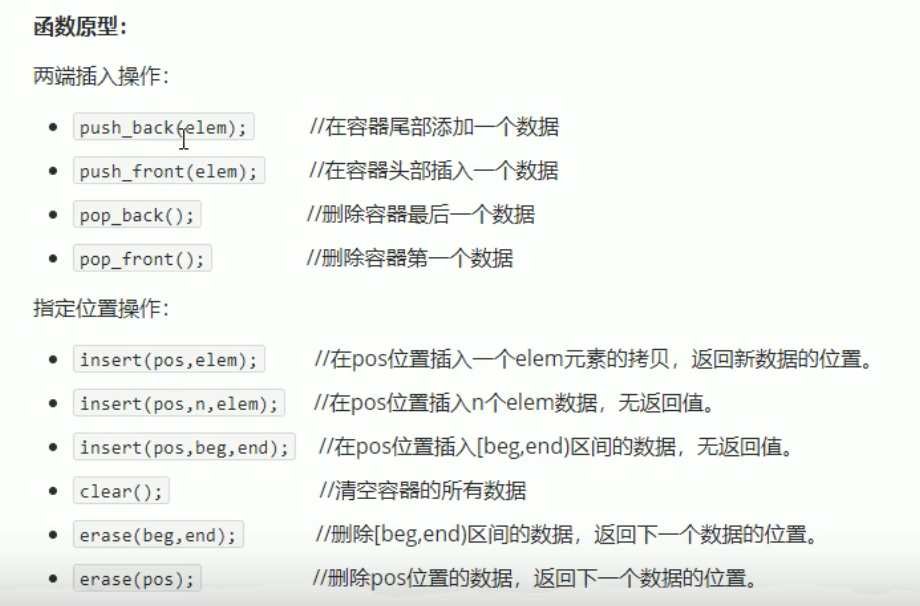 函数原型：
两端插入操作：
push_back(elem); //在容器尾部添加一个数据
push_front(elem); //在容器头部插入一个数据
pop_back(); //删除容器最后一个数据
pop_front(); //删除容器第一个数据
指定位置操作：
insert(pos,elem); //在pos位置插入一个elem元素的拷贝，返回新数据的位置。
insert(pos,n,elem); //在pos位置插入n个elem数据，无返回值。
insert(pos,beg,end); //在pos位置插入[beg,end)区间的数据，无返回值。
clear(); //清空容器的所有数据
erase(beg,end); //删除[beg,end)区间的数据，返回下一个数据的位置。
erase(pos); //删除pos位置的数据，返回下一个数据的位置。